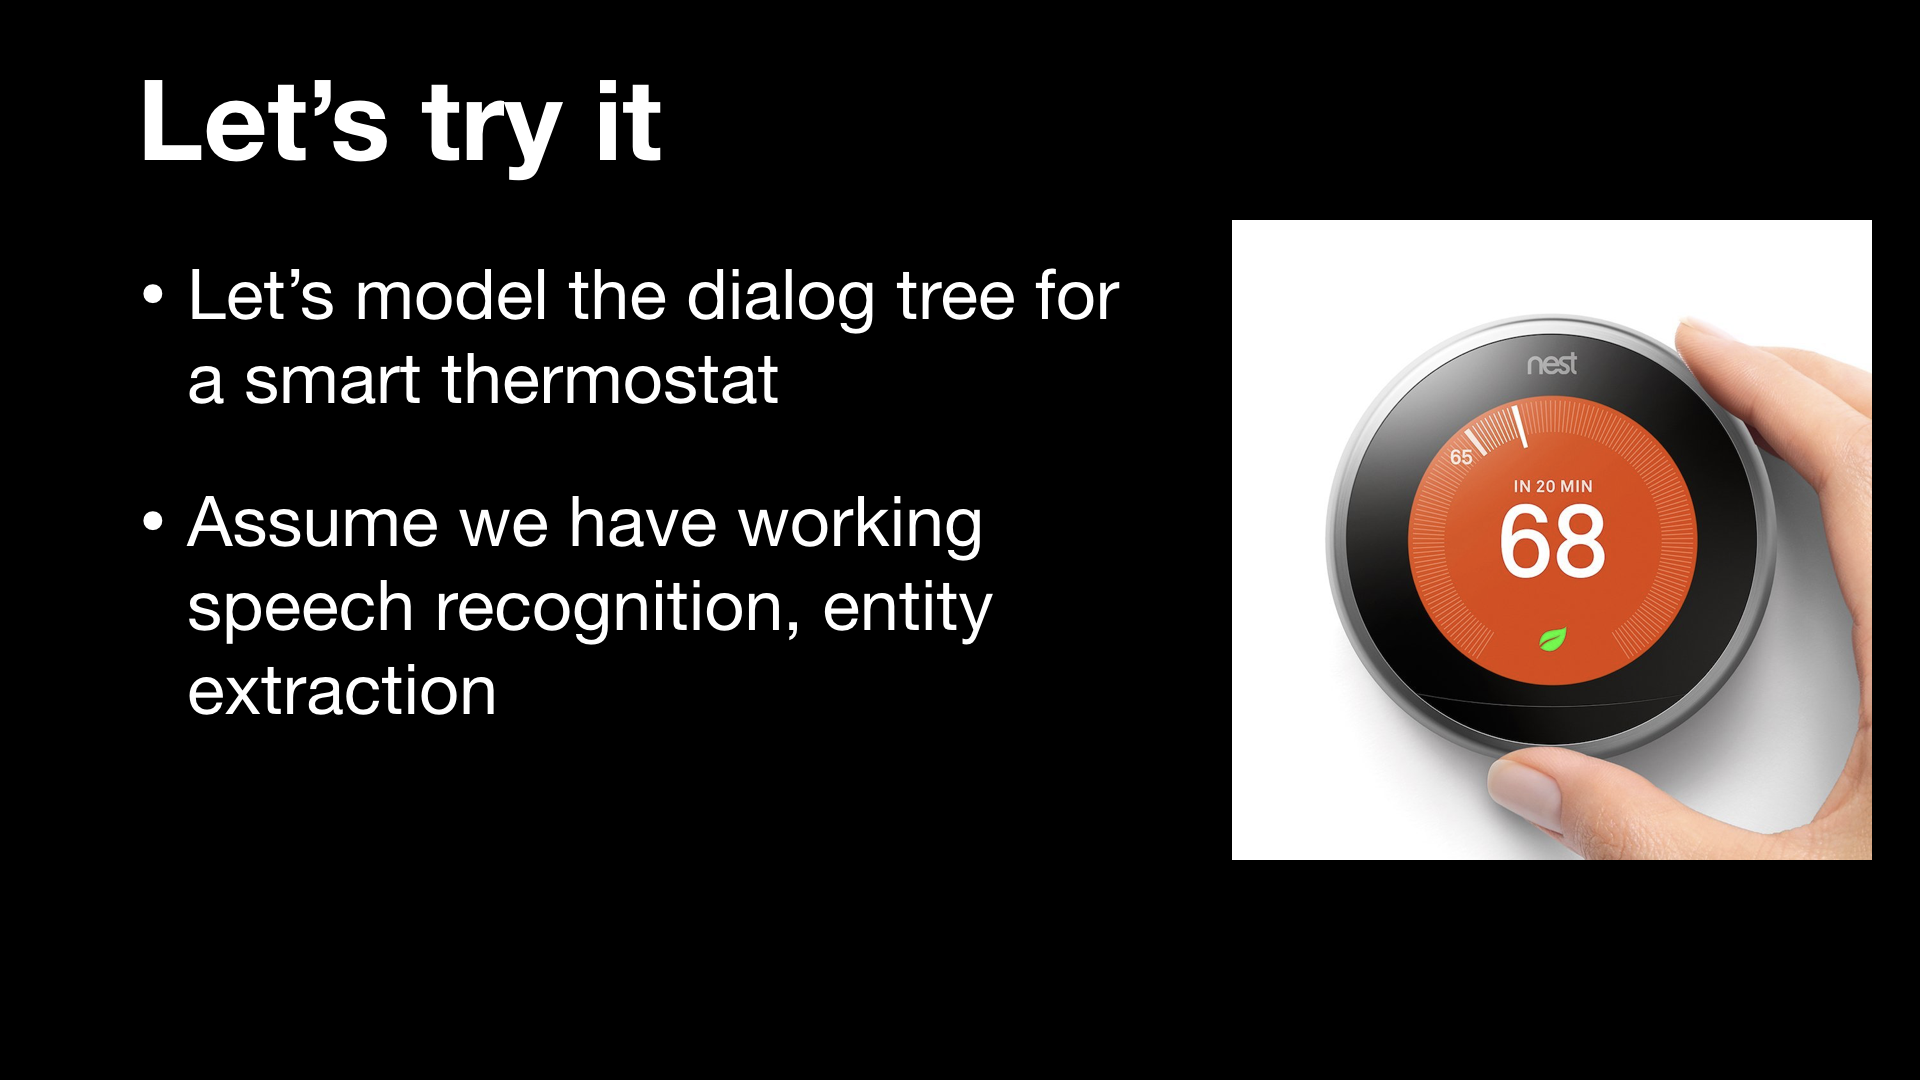 Let’s try it
• Let’s model the dialog tree for
a smart thermostat
• Assume we have working
speech recognition, entity
extraction
nest
65
IN 20 MIN
68